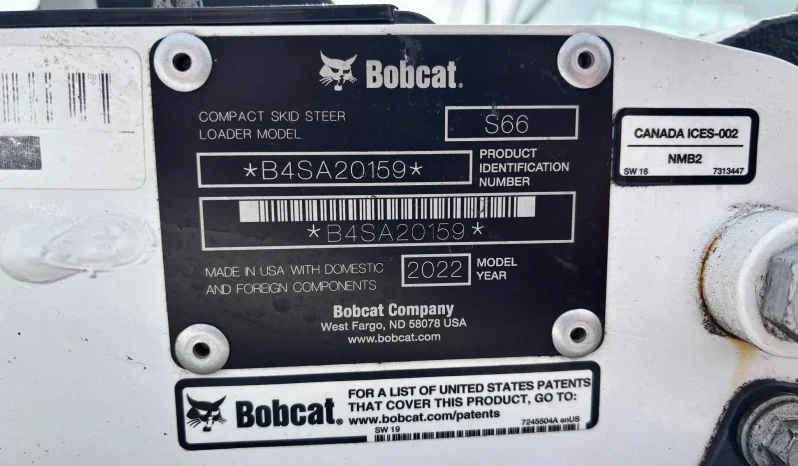 Bobcat.
COMPACT SKID STEER
LOADER MODEL
S66
*B4SA20159*
PRODUCT
IDENTIFICATION
NUMBER
*B4SA20159*
MADE IN USA WITH DOMESTIC
AND FOREIGN COMPONENTS
2022
MODEL
YEAR
Bobcat Company
West Fargo, ND 58078 USA
www.bobcat.com
CANADA ICES-002
NMB2
SW 16
7313447
Bobcat.
FOR A LIST OF UNITED STATES PATENTS
THAT COVER THIS PRODUCT, GO TO:
www.bobcat.com/patents
SW 19
7245504A enUS